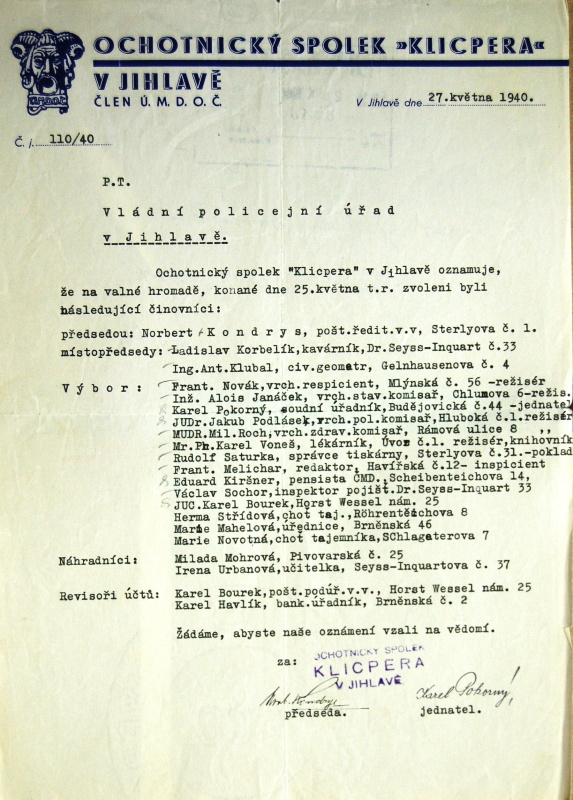 OCHOTNICKÝ SPOLEK »KLICPERA«
V JIHLAVĚ
ČLEN Ú. M. D. O. Č.
V Jihlavě dne 27.května 1940.
Č. j. 110/40
P.T.
Vládní policejní úřad
v Jihlavě.
Ochotnický spolek "Klicpera" v Jihlavě oznamuje,
že na valné hromadě, konané dne 25.května t.r. zvoleni byli
následující činovníci:
předsedou: Norbert Kondrys, pošt.ředit.v.v, Sterlyova č. 1.
místopředsedy: Ladislav Korbelík, kavárník, Dr.Seyss-Inquart č.33
Ing.Ant.Klubal, civ.geometr, Gelnhausenova č. 4
Výbor: Frant. Novák, vrch.respicient, Mlýnská č. 56 -režisér
Inž. Alois Janáček, vrch.stav.komisař, Chlumova 6-režis.
Karel Pokorný, soudní úřadník, Budějovická č.44 -jednatel
JUDr.Jakub Podlásek, vrch.pol.komisař, Hluboká č.1.režisér
MUDR.Mil.Roch, vrch.zdrav.komisař, Rámová ulice 8 ,,
Mr.Ph.Karel Voneš, lékárník, Úvoz č.1. režisér, knihovník
Rudolf Saturka, správce tiskárny, Sterlyova č.31.-poklad
Frant. Melichar, redaktor, Havířská č.12- inspicient
Eduard Kiršner, pensista ČMD., Scheibenteichova 14,
Václav Sochor, inspektor pojišt.Dr.Seyss-Inquart 33
JUC.Karel Bourek, Horst Wessel nám. 25
Herma Střídová, choť taj., Röhrenteichova 8
Marie Mahelová, úřednice, Brněnská 46
Marie Novotná, choť tajemníka, SChlagaterova 7
Náhradníci: Milada Mohrová, Pivovarská č. 25
Irena Urbanová, učitelka, Seyss-Inquartova č. 37
Revisoři účtů: Karel Bourek, pošt.podúř.v.v., Horst Wessel nám. 25
Karel Havlík, bank.úřadník, Brněnská č. 2
Žádáme, abyste naše oznámení vzali na vědomí.
za: OCHOTNICKÝ SPOLEK
KLICPERA
V JIHLAVĚ
Karel Pokorný
předseda. jednatel.